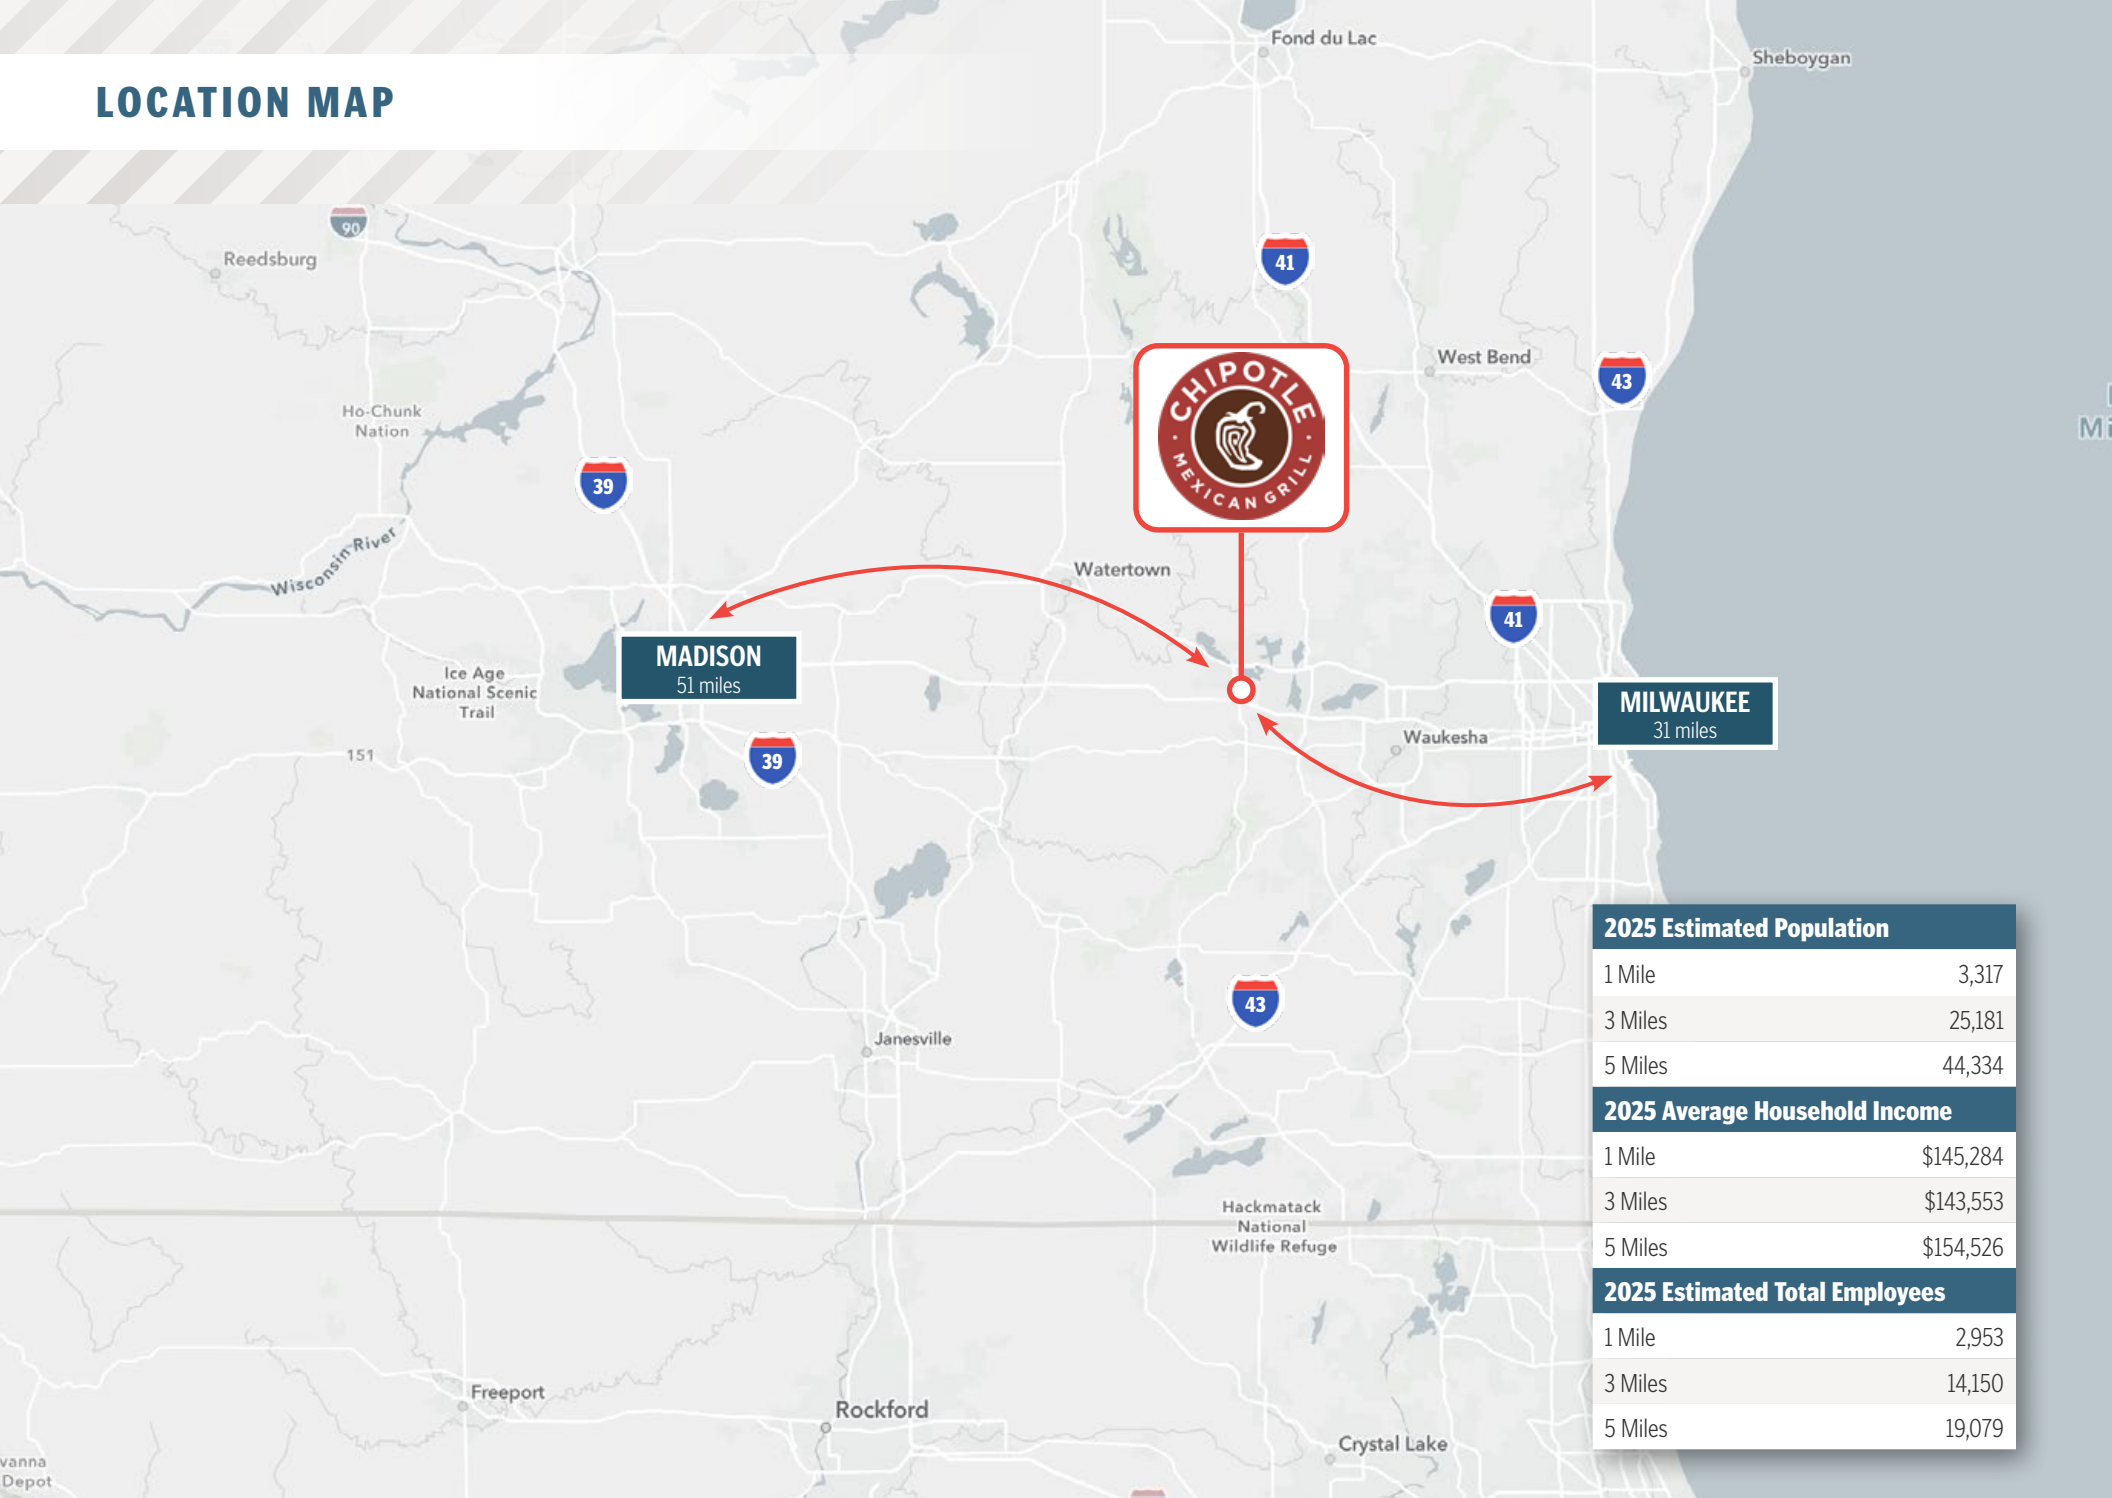 LOCATION MAP
Fond du Lac
Sheboygan
90
Reedsburg
41
West Bend
43
CHIPOTLE
MEXICAN GRILL
Ho-Chunk
Nation
39
Wisconsin River
Watertown
41
MADISON
51 miles
Ice Age
National Scenic
Trail
MILWAUKEE
31 miles
Waukesha
151
39
43
Janesville
Hackmatack
National
Wildlife Refuge
Freeport
Rockford
Crystal Lake
Depot
2025 Estimated Population
1 Mile 3,317
3 Miles 25,181
5 Miles 44,334
2025 Average Household Income
1 Mile $145,284
3 Miles $143,553
5 Miles $154,526
2025 Estimated Total Employees
1 Mile 2,953
3 Miles 14,150
5 Miles 19,079